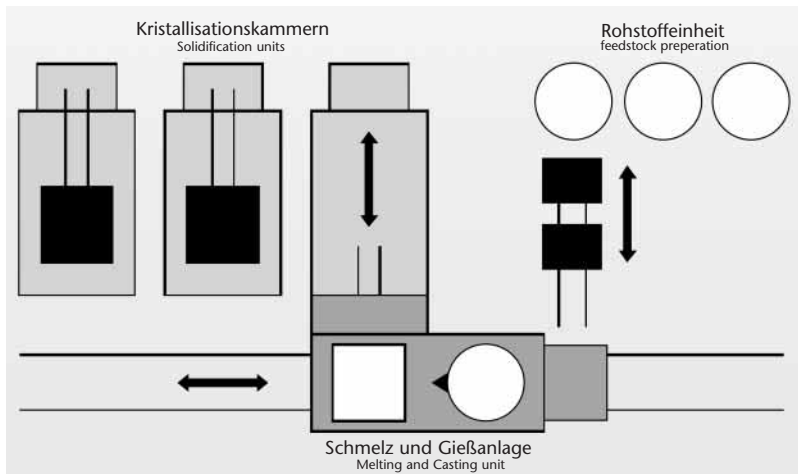 Kristallisationskammern
Solidification units
Rohstoffeinheit
feedstock preperation
Schmelz und Gießanlage
Melting and Casting unit